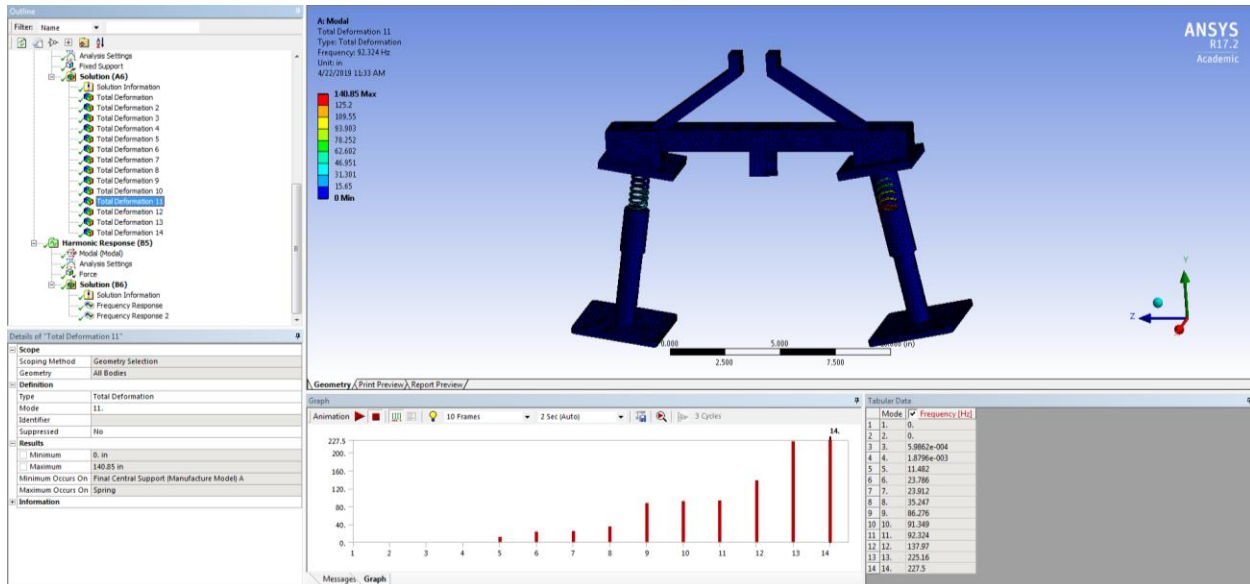 Outline
Filter: Name
Analysis Settings
Fixed Support
Solution (A6)
Solution Information
Total Deformation
Total Deformation 2
Total Deformation 3
Total Deformation 4
Total Deformation 5
Total Deformation 6
Total Deformation 7
Total Deformation 8
Total Deformation 9
Total Deformation 10
Total Deformation 11
Total Deformation 12
Total Deformation 13
Total Deformation 14
Harmonic Response (B5)
Modal (Modal)
Analysis Settings
Force
Solution (B6)
Solution Information
Frequency Response
Frequency Response 2
Details of "Total Deformation 11"
Scope
Scoping Method Geometry Selection
Geometry All Bodies
Definition
Type Total Deformation
Mode 11.
Identifier
Suppressed No
Results
Minimum 0. in
Maximum 140.85 in
Minimum Occurs On Final Central Support (Manufacture Model) A
Maximum Occurs On Spring
Information
A: Modal
Total Deformation 11
Type: Total Deformation
Frequency: 92.324 Hz
Unit: in
4/22/2019 11:33 AM
140.85 Max
125.2
109.55
93.903
78.252
62.602
46.951
31.301
15.65
0 Min
ANSYS
R17.2
Academic
Y
Z
0.000 5.000 (in)
2.500 7.500
Geometry Print Preview Report Preview
Graph
Animation 10 Frames 2 Sec (Auto) 3 Cycles
14.
227.5
200.
160.
120.
80.
40.
0.
1 2 3 4 5 6 7 8 9 10 11 12 13 14
Messages Graph
Tabular Data
Mode Frequency [Hz]
1 1. 0.
2 2. 0.
3 3. 5.9862e-004
4 4. 1.8796e-003
5 5. 11.482
6 6. 23.786
7 7. 23.912
8 8. 35.247
9 9. 86.276
10 10. 91.349
11 11. 92.324
12 12. 137.97
13 13. 225.16
14 14. 227.5